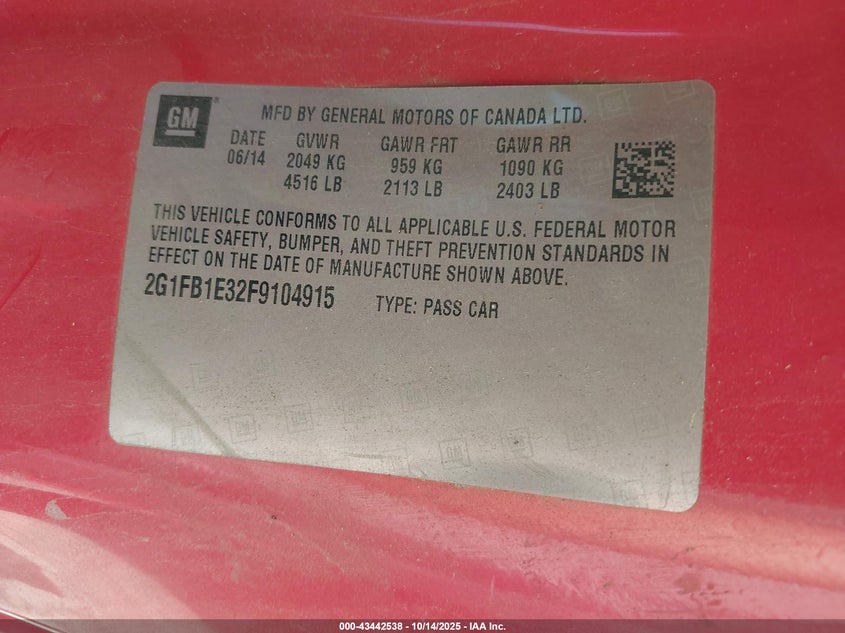 GM®
MFD BY GENERAL MOTORS OF CANADA LTD.
DATE GVWR GAWR FRT GAWR RR
06/14 2049 KG 959 KG 1090 KG
4516 LB 2113 LB 2403 LB
THIS VEHICLE CONFORMS TO ALL APPLICABLE U.S. FEDERAL MOTOR
VEHICLE SAFETY, BUMPER, AND THEFT PREVENTION STANDARDS IN
EFFECT ON THE DATE OF MANUFACTURE SHOWN ABOVE.
2G1FB1E32F9104915 TYPE: PASS CAR
000-43442538 - 10/14/2025 - IAA Inc.